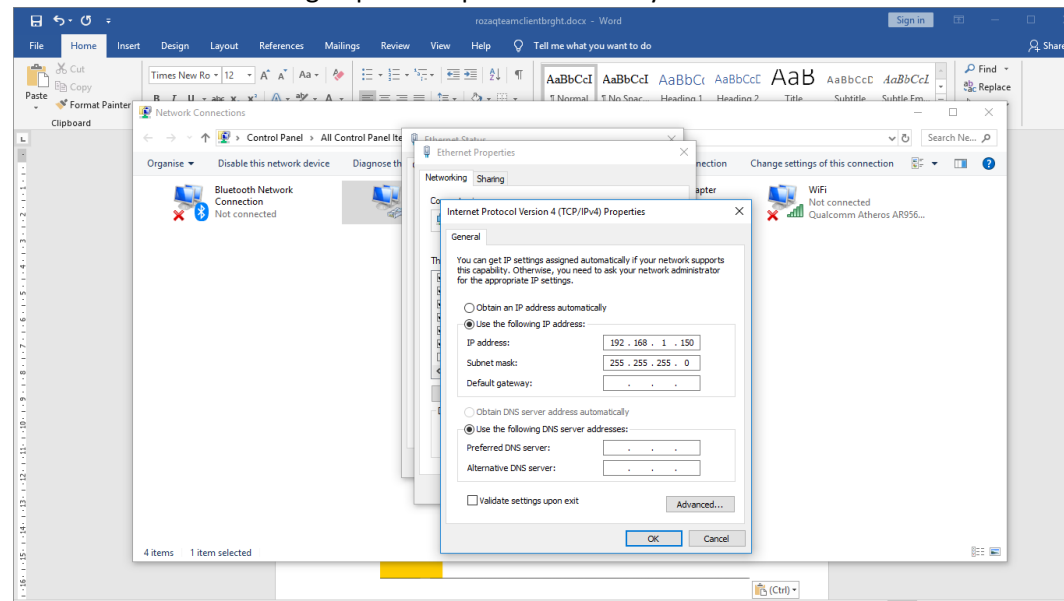 rozaqteamclientbrght.docx - Word
Sign in
File Home Insert Design Layout References Mailings Review View Help Tell me what you want to do Share
Paste
Cut
Copy
Format Painter
Clipboard
Times New Ro 12
AaBbCcI AaBbCcI AaBbCc AaBbCcC AaB AaBbCcD AaBbCcI
1 Normal 1 No Spac... Heading 1 Heading 2 Title Subtitle Subtle Em...
Find
Replace
Network Connections
Control Panel > All Control Panel Ite
Search Ne...
Organise Disable this network device Diagnose th
nection Change settings of this connection
Bluetooth Network
Connection
Not connected
apter
WiFi
Not connected
Qualcomm Atheros AR956...
Ethernet Status
Ethernet Properties
Networking Sharing
Internet Protocol Version 4 (TCP/IPv4) Properties
General
You can get IP settings assigned automatically if your network supports
this capability. Otherwise, you need to ask your network administrator
for the appropriate IP settings.
Obtain an IP address automatically
Use the following IP address:
IP address: 192 . 168 . 1 . 150
Subnet mask: 255 . 255 . 255 . 0
Default gateway: . . .
Obtain DNS server address automatically
Use the following DNS server addresses:
Preferred DNS server: . . .
Alternative DNS server: . . .
Validate settings upon exit
Advanced...
OK Cancel
4 items 1 item selected
(Ctrl)